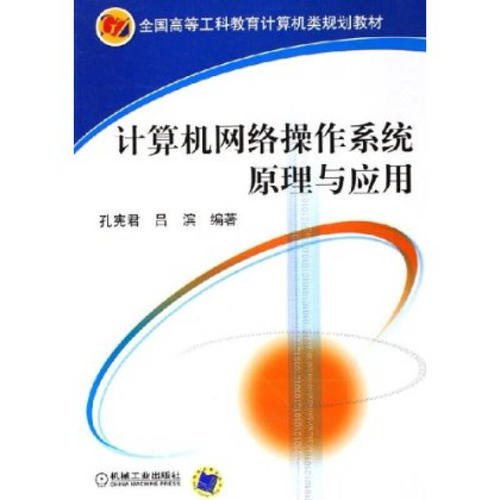 全国高等工科教育计算机类规划教材
计算机网络操作系统
原理与应用
孔宪君 吕 滨 编著
机械工业出版社
CHINA MACHINE PRESS